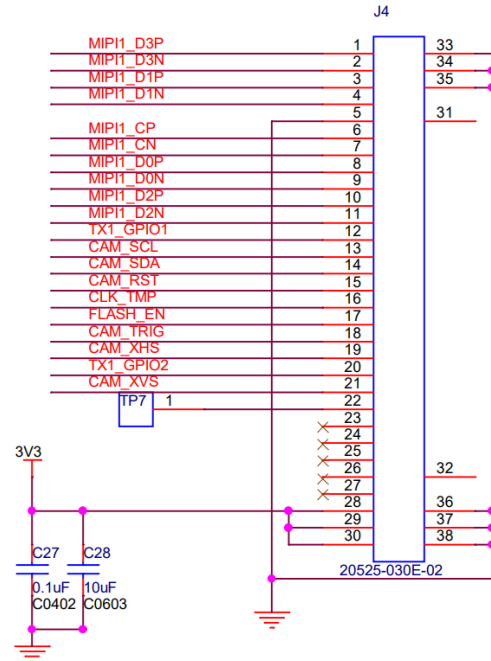 J4
MIPI1_D3P 1 33
MIPI1_D3N 2 34
MIPI1_D1P 3 35
MIPI1_D1N 4
5 31
MIPI1_CP 6
MIPI1_CN 7
MIPI1_D0P 8
MIPI1_D0N 9
MIPI1_D2P 10
MIPI1_D2N 11
TX1_GPIO1 12
CAM_SCL 13
CAM_SDA 14
CAM_RST 15
CLK_TMP 16
FLASH_EN 17
CAM_TRIG 18
CAM_XHS 19
TX1_GPIO2 20
CAM_XVS 21
TP7 1 22
23
24
25
3V3 26 32
27
28 36
29 37
30 38
20525-030E-02
C27 C28
0.1uF 10uF
C0402 C0603